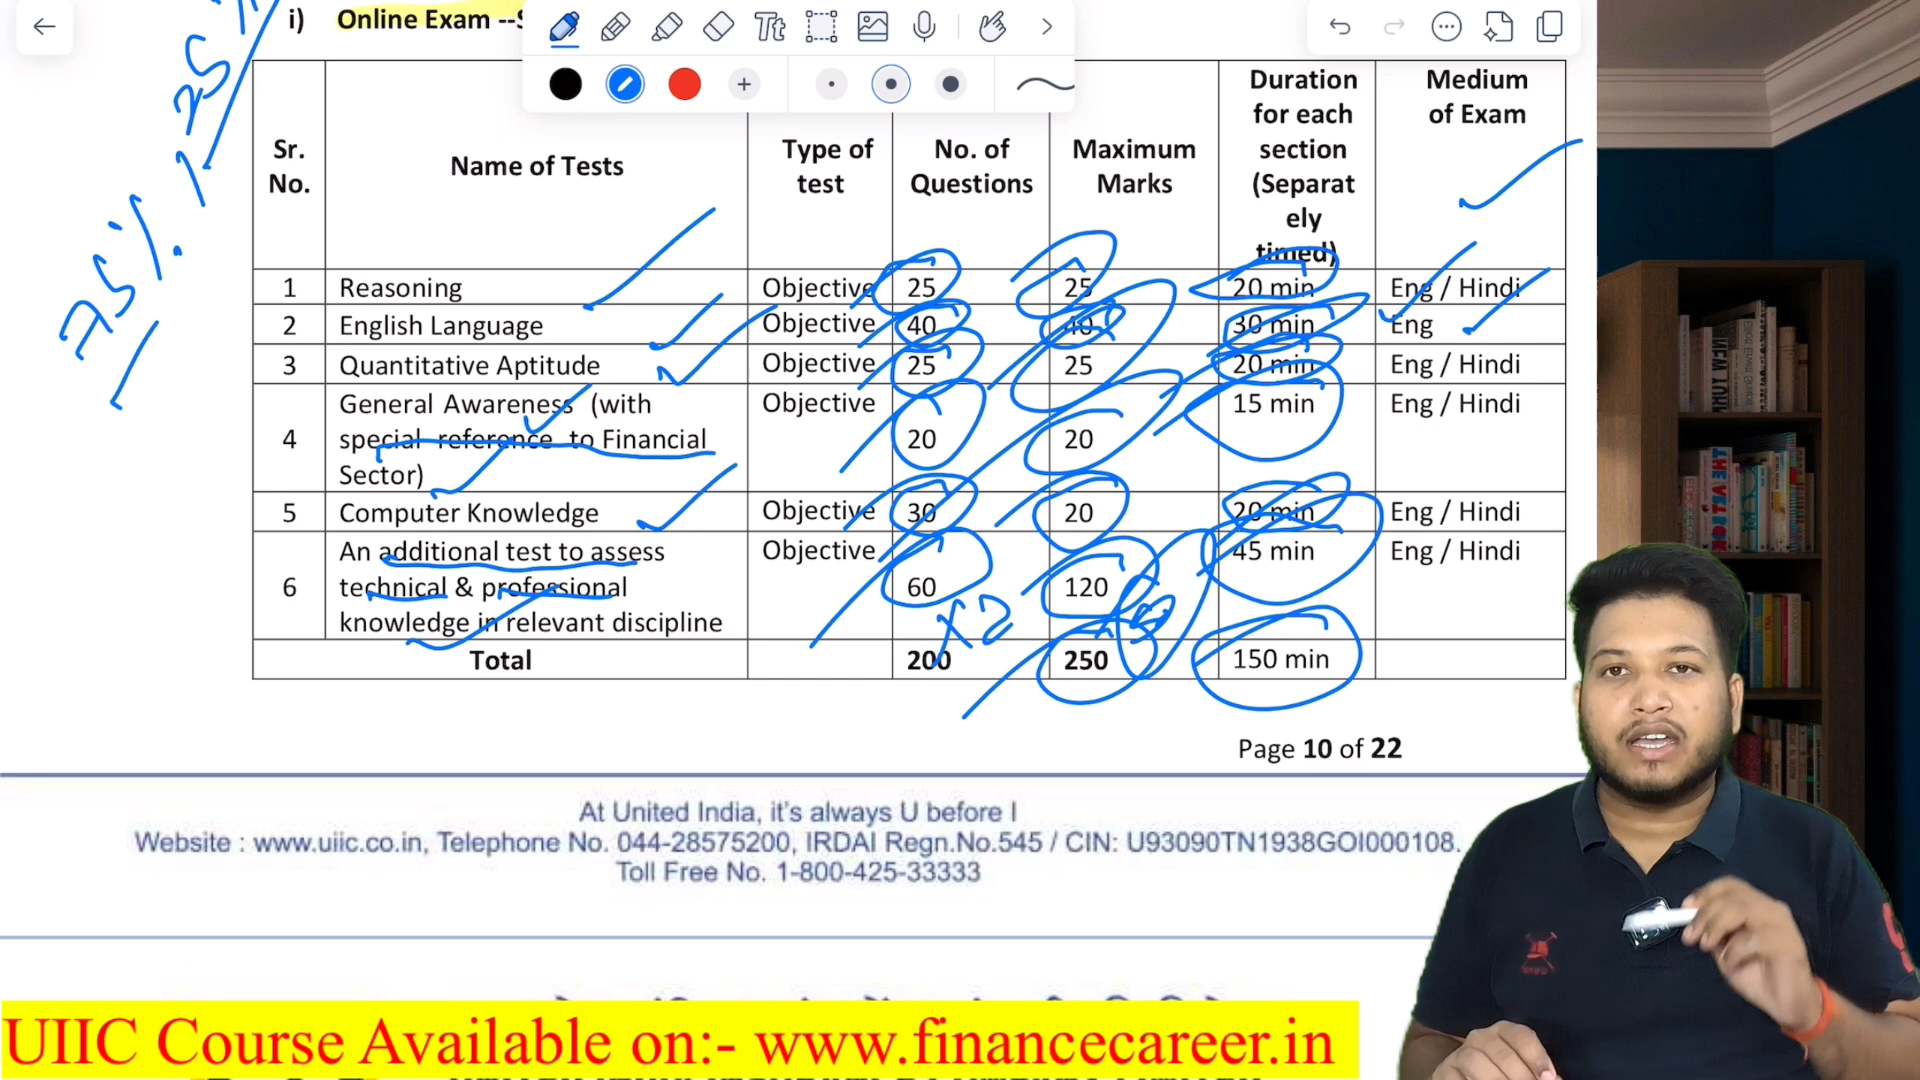 i) Online Exam --S
Tt
Sr. No.
Name of Tests
Type of test
No. of Questions
Maximum Marks
Duration for each section (Separat ely timed)
Medium of Exam
1 Reasoning Objective 25 25 20 min Eng / Hindi
2 English Language Objective 40 40 30 min Eng
3 Quantitative Aptitude Objective 25 25 20 min Eng / Hindi
4 General Awareness (with special reference to Financial Sector) Objective 20 20 15 min Eng / Hindi
5 Computer Knowledge Objective 30 20 20 min Eng / Hindi
6 An additional test to assess technical & professional knowledge in relevant discipline Objective 60 120 45 min Eng / Hindi
Total 200 250 150 min
75%
25%
x2
Page 10 of 22
At United India, it's always U before I
Website : www.uiic.co.in, Telephone No. 044-28575200, IRDAI Regn.No.545 / CIN: U93090TN1938GOI000108.
Toll Free No. 1-800-425-33333
UIIC Course Available on:- www.financecareer.in